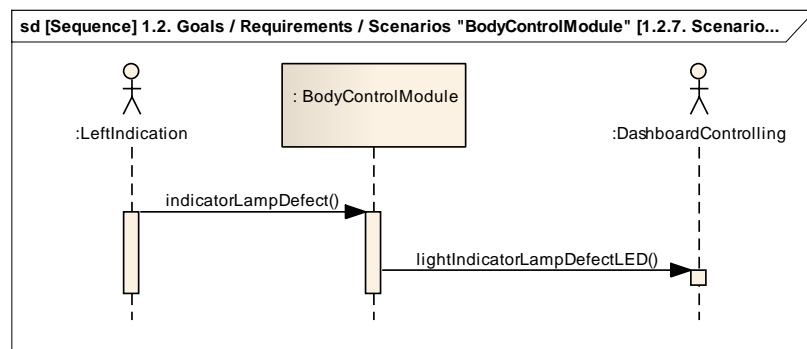 sd [Sequence] 1.2. Goals / Requirements / Scenarios "BodyControlModule" [1.2.7. Scenario...
:LeftIndication
: BodyControlModule
:DashboardControlling
indicatorLampDefect()
lightIndicatorLampDefectLED()